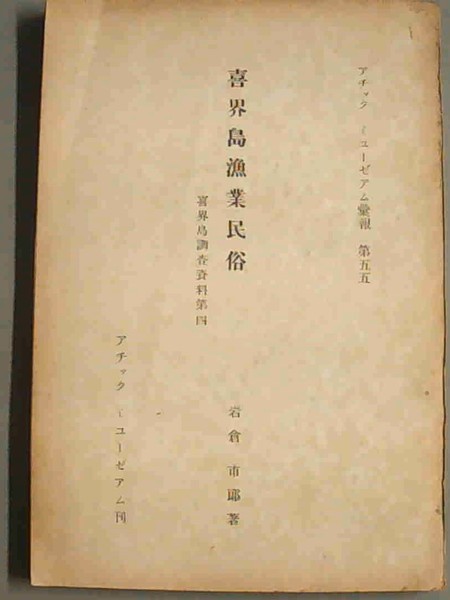 アチック ミューゼアム彙報 第五五
喜界島漁業民俗
喜界島調査資料第四
岩倉市郎著
アチック ミューゼアム刊